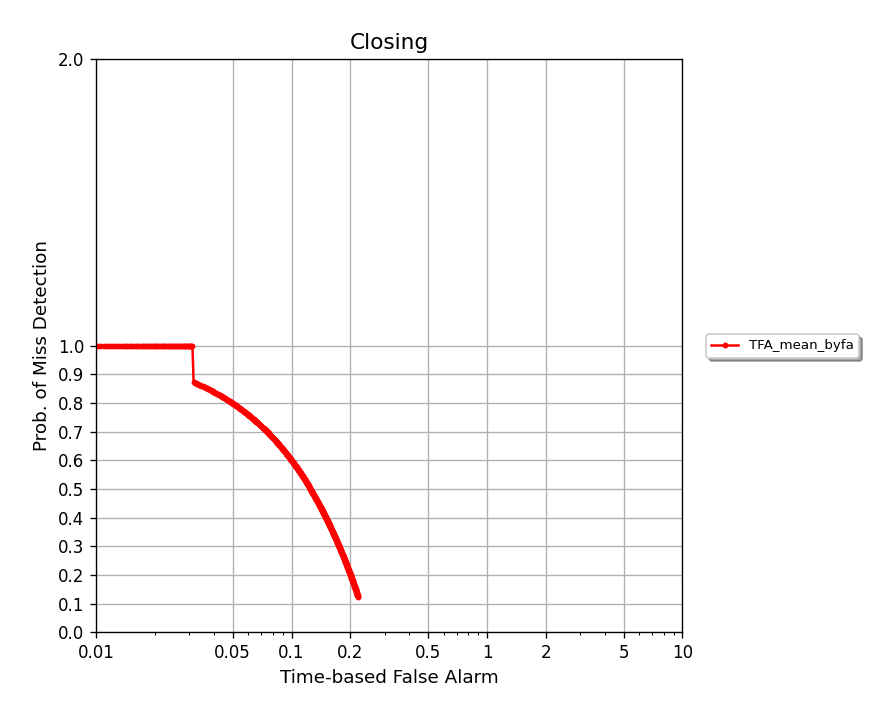 Closing
Prob. of Miss Detection
2.0
1.0
0.9
0.8
0.7
0.6
0.5
0.4
0.3
0.2
0.1
0.0
0.01 0.05 0.1 0.2 0.5 1 2 5 10
Time-based False Alarm
TFA_mean_byfa